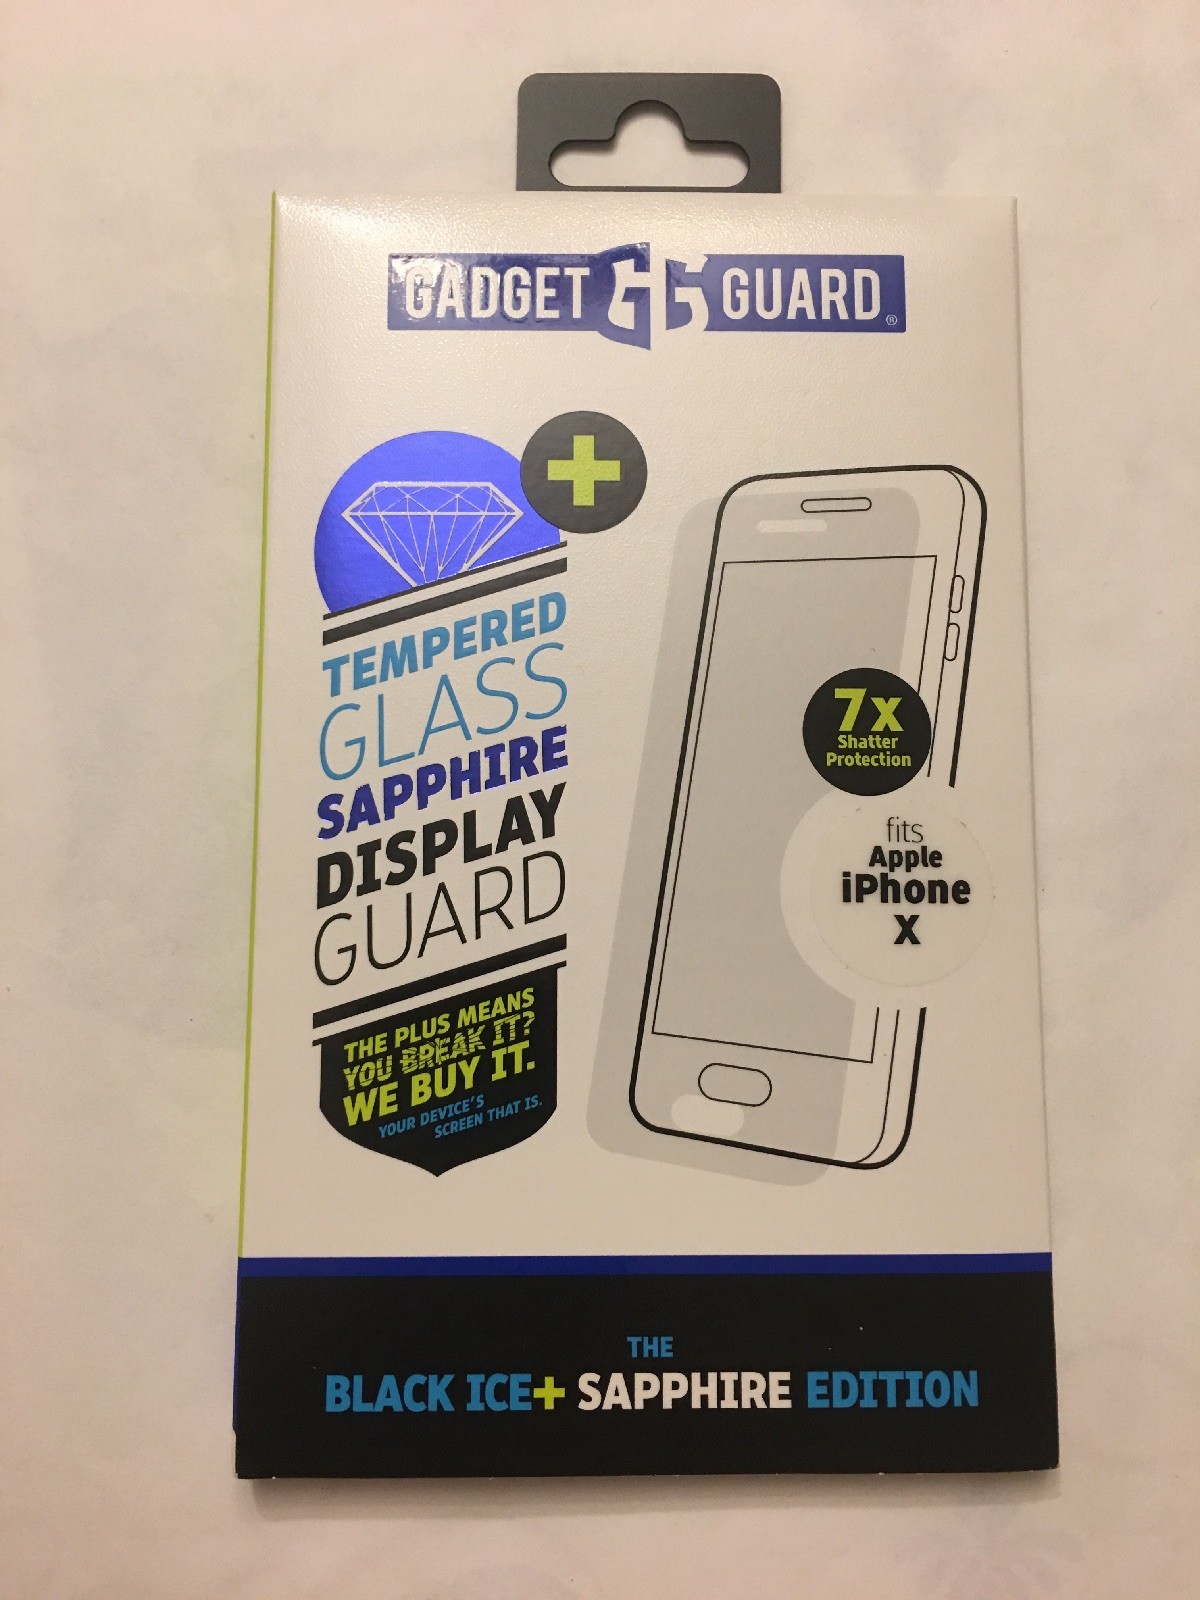 GADGET GG GUARD®
TEMPERED
GLASS
SAPPHIRE
DISPLAY
GUARD
THE PLUS MEANS
YOU BREAK IT?
WE BUY IT.
YOUR DEVICE'S
SCREEN THAT IS.
7x
Shatter
Protection
fits
Apple
iPhone
X
THE
BLACK ICE+ SAPPHIRE EDITION